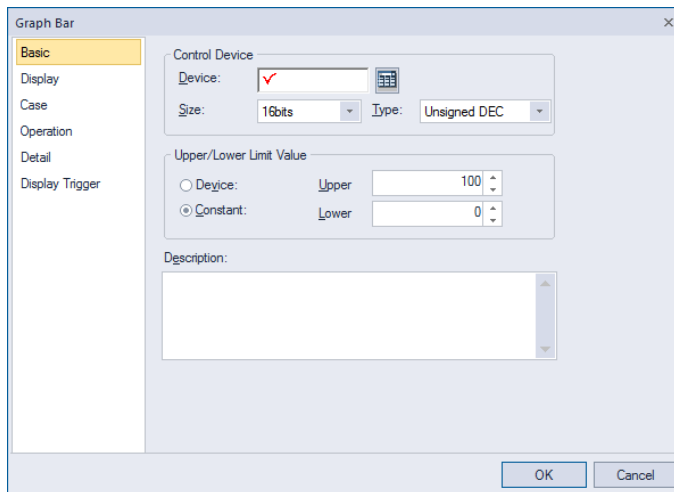 Graph Bar
Basic
Display
Case
Operation
Detail
Display Trigger
Control Device
Device:
Size: 16bits Type: Unsigned DEC
Upper/Lower Limit Value
Device: Upper 100
Constant: Lower 0
Description:
OK Cancel